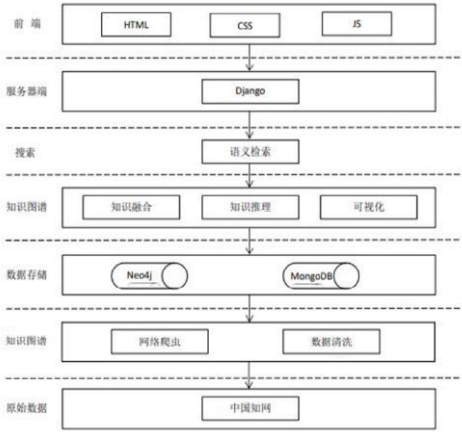 前 端 HTML CSS JS
服务器端 Django
搜索 语义检索
知识图谱 知识融合 知识推理 可视化
数据存储 Neo4j MongoDB
知识图谱 网络爬虫 数据清洗
原始数据 中国知网